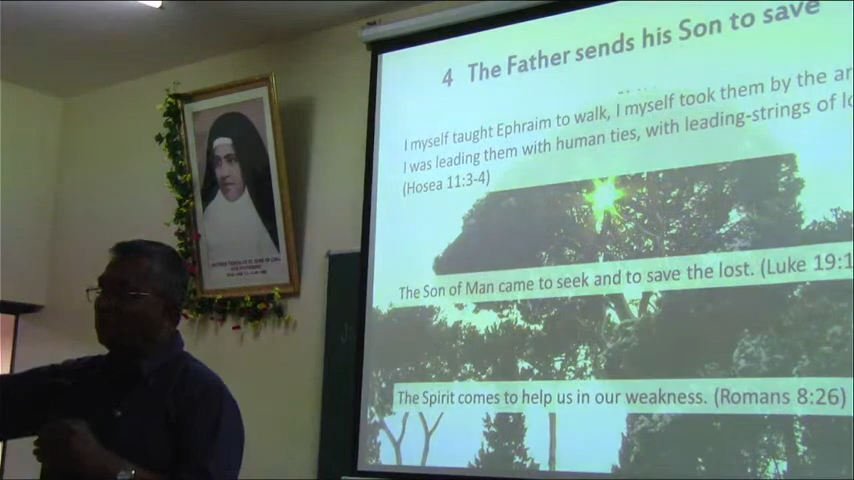 4 The Father sends his Son to save
I myself taught Ephraim to walk, I myself took them by the
I was leading them with human ties, with leading-strings of
(Hosea 11:3-4)
The Son of Man came to seek and to save the lost. (Luke 19:1
The Spirit comes to help us in our weakness. (Romans 8:26)